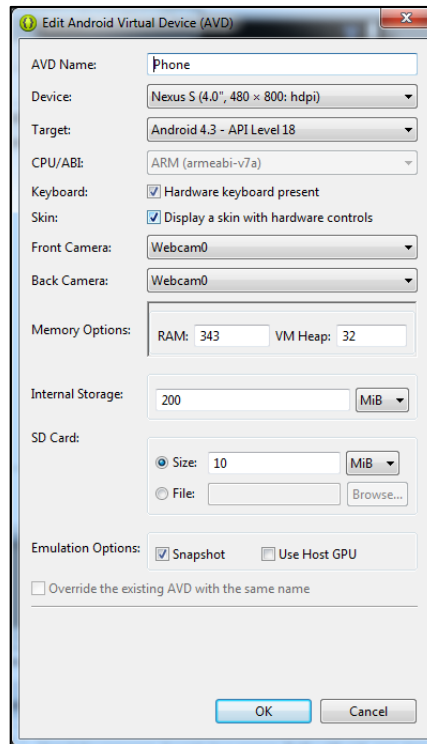 Edit Android Virtual Device (AVD)
AVD Name: Phone
Device: Nexus S (4.0", 480 × 800: hdpi)
Target: Android 4.3 - API Level 18
CPU/ABI: ARM (armeabi-v7a)
Keyboard: Hardware keyboard present
Skin: Display a skin with hardware controls
Front Camera: Webcam0
Back Camera: Webcam0
Memory Options: RAM: 343 VM Heap: 32
Internal Storage: 200 MiB
SD Card:
Size: 10 MiB
File: Browse...
Emulation Options: Snapshot Use Host GPU
Override the existing AVD with the same name
OK Cancel